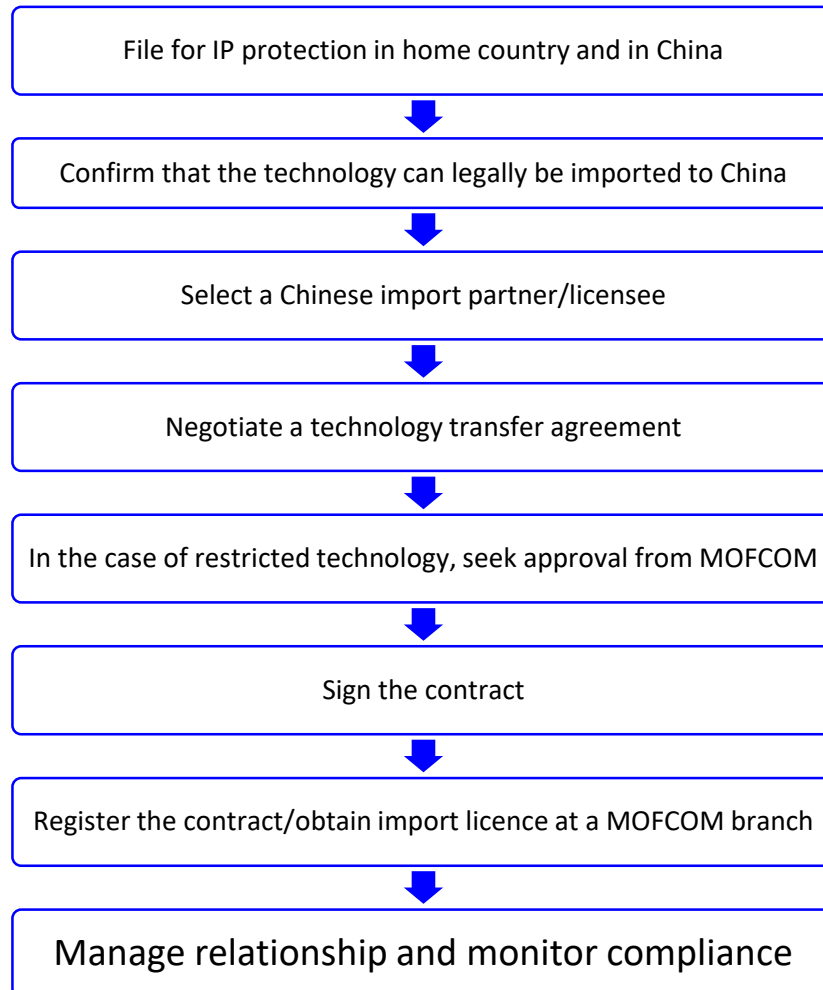 File for IP protection in home country and in China
Confirm that the technology can legally be imported to China
Select a Chinese import partner/licensee
Negotiate a technology transfer agreement
In the case of restricted technology, seek approval from MOFCOM
Sign the contract
Register the contract/obtain import licence at a MOFCOM branch
Manage relationship and monitor compliance